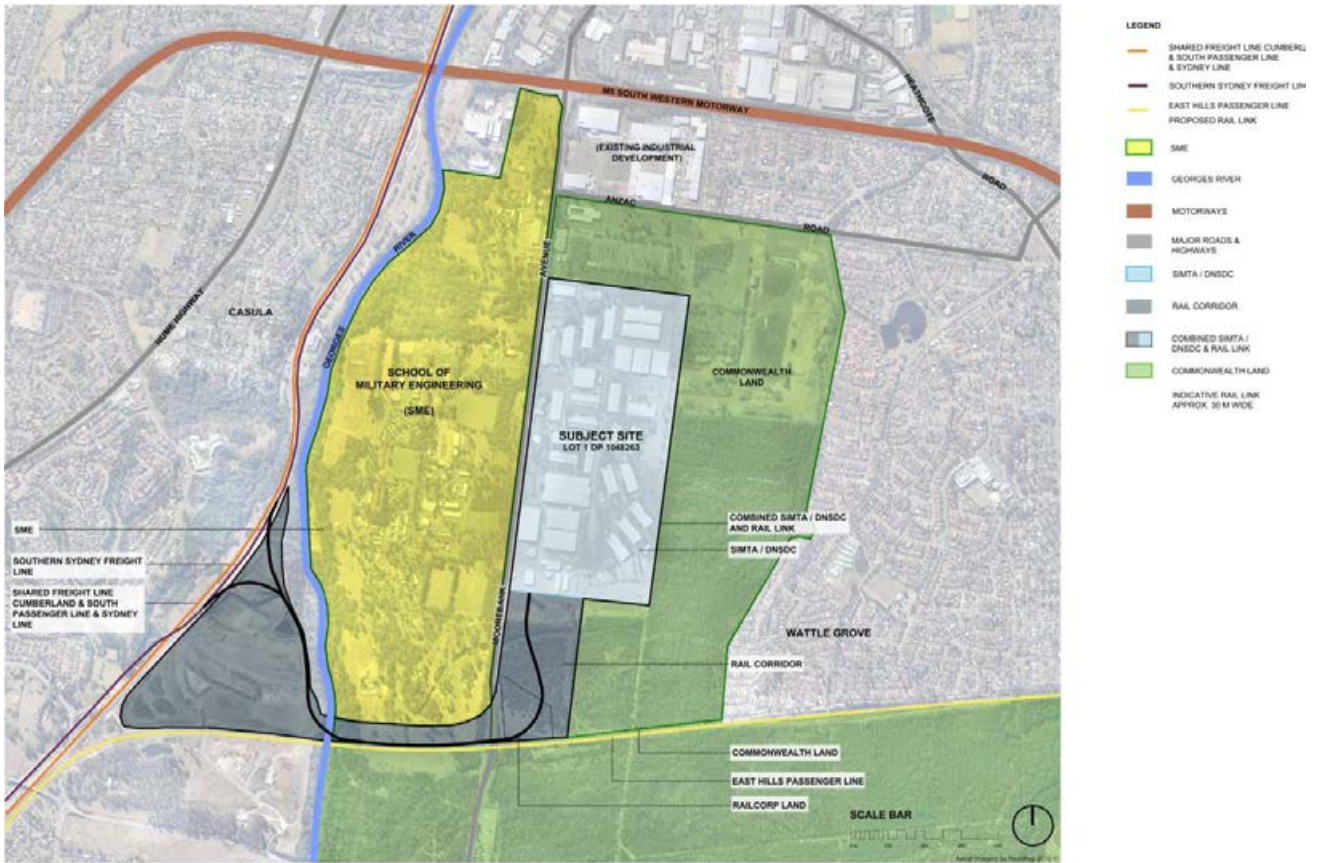 M5 SOUTH WESTERN MOTORWAY
HEATHCOTE
ROAD
(EXISTING INDUSTRIAL
DEVELOPMENT)
ANZAC
ROAD
RIVER
AVENUE
HUME HIGHWAY
CASULA
GEORGES
SCHOOL OF
MILITARY ENGINEERING
(SME)
COMMONWEALTH
LAND
SUBJECT SITE
LOT 1 DP 1048263
SME
SOUTHERN SYDNEY FREIGHT
LINE
SHARED FREIGHT LINE
CUMBERLAND & SOUTH
PASSENGER LINE & SYDNEY
LINE
COMBINED SIMTA / DNSDC
AND RAIL LINK
SIMTA / DNSDC
MOOREBANK
WATTLE GROVE
RAIL CORRIDOR
COMMONWEALTH LAND
EAST HILLS PASSENGER LINE
RAILCORP LAND
SCALE BAR
LEGEND
SHARED FREIGHT LINE CUMBERL
& SOUTH PASSENGER LINE
& SYDNEY LINE
SOUTHERN SYDNEY FREIGHT LIN
EAST HILLS PASSENGER LINE
PROPOSED RAIL LINK
SME
GEORGES RIVER
MOTORWAYS
MAJOR ROADS &
HIGHWAYS
SIMTA / DNSDC
RAIL CORRIDOR
COMBINED SIMTA /
DNSDC & RAIL LINK
COMMONWEALTH LAND
INDICATIVE RAIL LINK
APPROX. 30 M WIDE